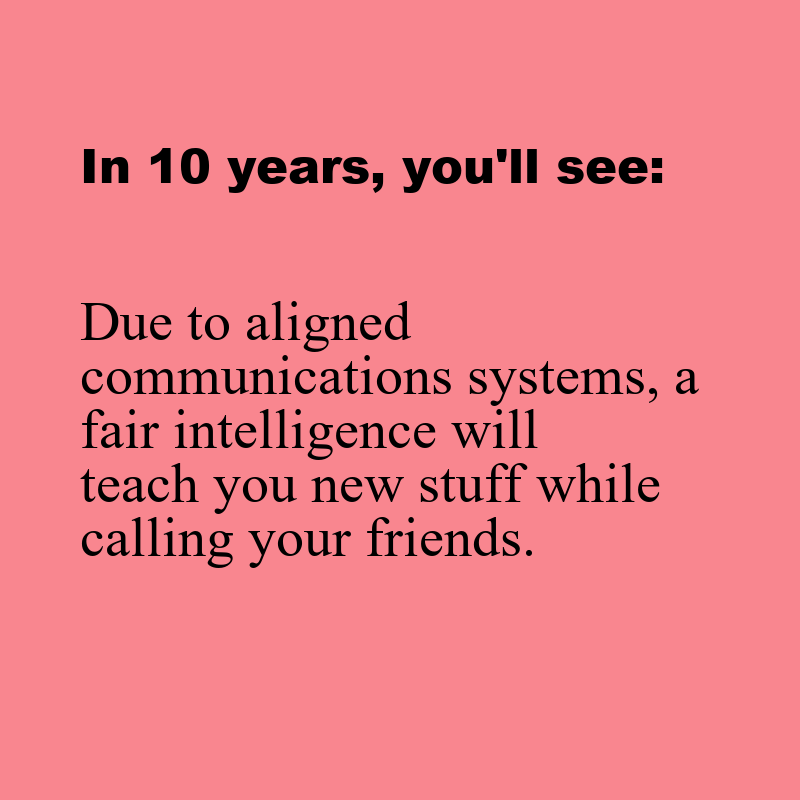 In 10 years, you'll see:
Due to aligned
communications systems, a
fair intelligence will
teach you new stuff while
calling your friends.